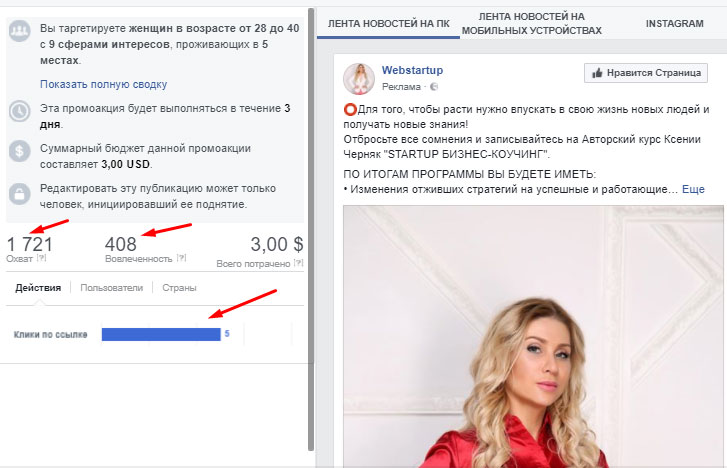 Вы таргетируете женщин в возрасте от 28 до 40
с 9 сферами интересов, проживающих в 5
местах.
Показать полную сводку
Эта промоакция будет выполняться в течение 3
дня.
Суммарный бюджет данной промоакции
составляет 3,00 USD.
Редактировать эту публикацию может только
человек, инициировавший ее поднятие.
1 721
Охват [?]
408
Вовлеченность [?]
3,00 $
Всего потрачено [?]
Действия Пользователи Страны
Клики по ссылке 5
ЛЕНТА НОВОСТЕЙ НА ПК
ЛЕНТА НОВОСТЕЙ НА
МОБИЛЬНЫХ УСТРОЙСТВАХ
INSTAGRAM
Webstartup
Реклама ·
Нравится Страница
Для того, чтобы расти нужно впускать в свою жизнь новых людей и
получать новые знания!
Отбросьте все сомнения и записывайтесь на Авторский курс Ксении
Черняк "STARTUP БИЗНЕС-КОУЧИНГ".
ПО ИТОГАМ ПРОГРАММЫ ВЫ БУДЕТЕ ИМЕТЬ:
• Изменения отживших стратегий на успешные и работающие… Еще